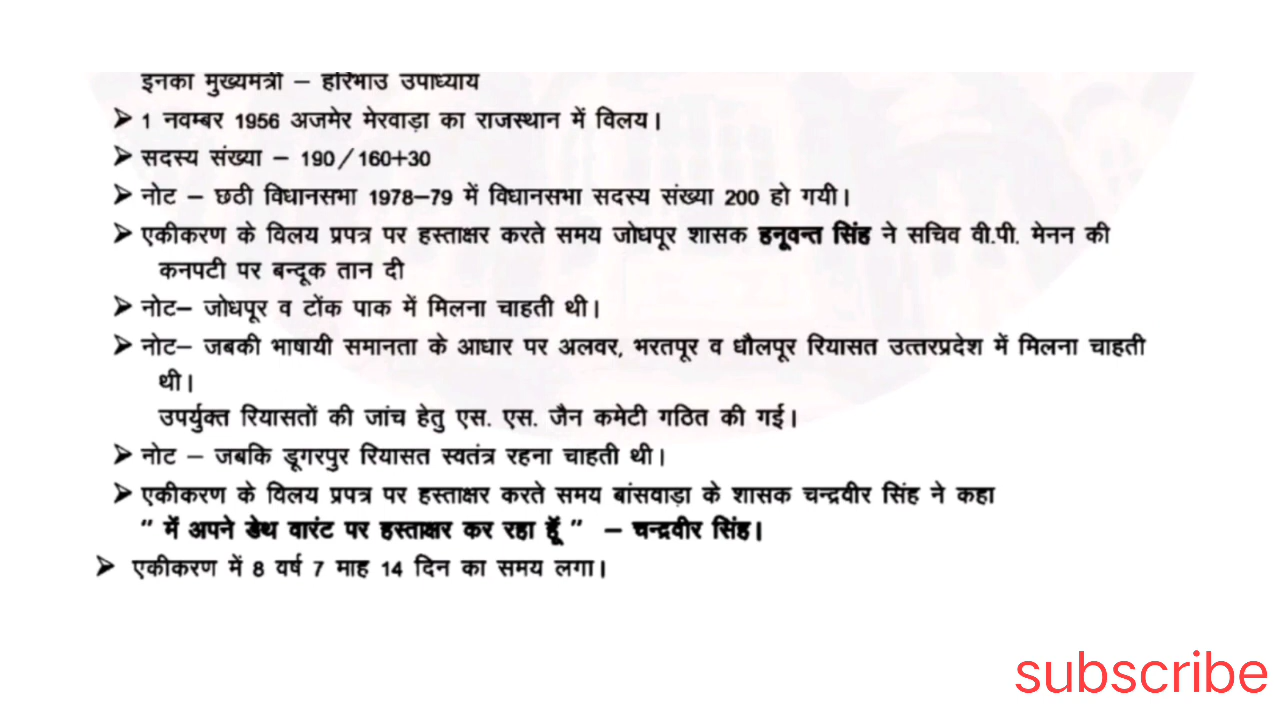 इनका मुख्यमंत्री – हरिभाउ उपाध्याय
➢ 1 नवम्बर 1956 अजमेर मेरवाड़ा का राजस्थान में विलय।
➢ सदस्य संख्या – 190/160+30
➢ नोट – छठी विधानसभा 1978–79 में विधानसभा सदस्य संख्या 200 हो गयी।
➢ एकीकरण के विलय प्रपत्र पर हस्ताक्षर करते समय जोधपूर शासक हनूवन्त सिंह ने सचिव वी.पी. मेनन की
कनपटी पर बन्दूक तान दी
➢ नोट– जोधपूर व टोंक पाक में मिलना चाहती थी।
➢ नोट– जबकी भाषायी समानता के आधार पर अलवर, भरतपूर व धौलपूर रियासत उत्तरप्रदेश में मिलना चाहती
थी।
उपर्युक्त रियासतों की जांच हेतु एस. एस. जैन कमेटी गठित की गई।
➢ नोट – जबकि डूगरपुर रियासत स्वतंत्र रहना चाहती थी।
➢ एकीकरण के विलय प्रपत्र पर हस्ताक्षर करते समय बांसवाड़ा के शासक चन्द्रवीर सिंह ने कहा
" में अपने डेथ वारंट पर हस्ताक्षर कर रहा हूँ " – चन्द्रवीर सिंह।
➢ एकीकरण में 8 वर्ष 7 माह 14 दिन का समय लगा।
subscribe